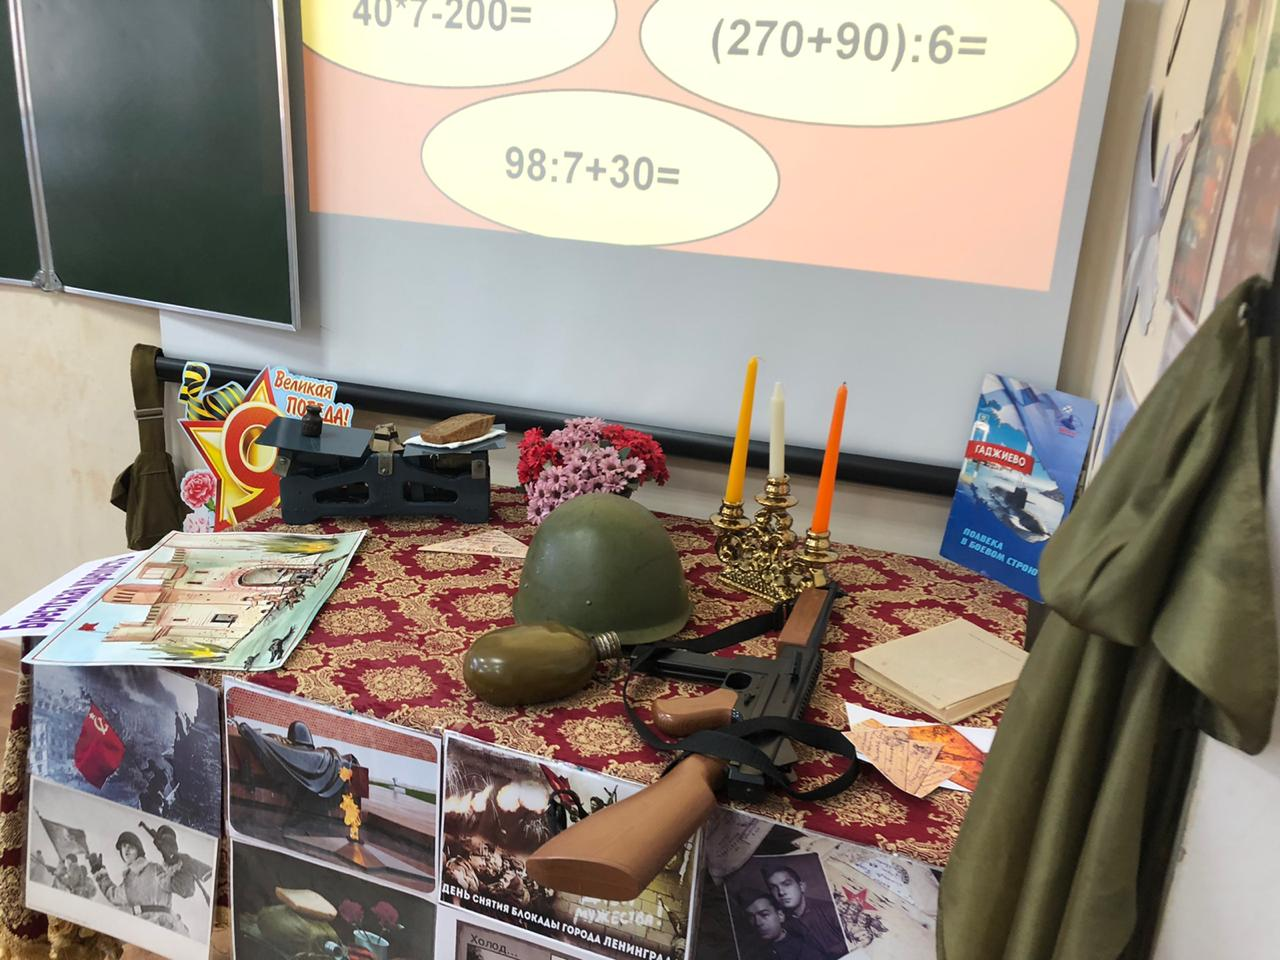 40*7-200=
(270+90):6=
98:7+30=
Великая
ПОБЕДА!
9
ГАДЖИЕВО
ПОЛВЕКА
В БОЕВОМ СТРОЮ
ДЕНЬ СНЯТИЯ БЛОКАДЫ ГОРОДА ЛЕНИНГРАДА
МУЖЕСТВА!
Холод...